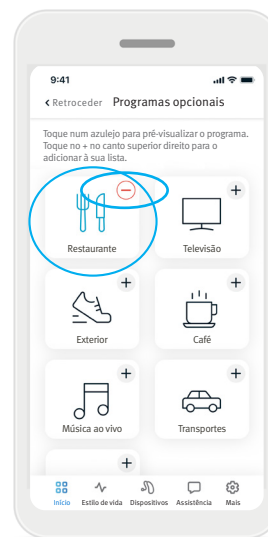 9:41
Retroceder Programas opcionais
Toque num azulejo para pré-visualizar o programa.
Toque no + no canto superior direito para o
adicionar à sua lista.
Restaurante Televisão
Exterior Café
Música ao vivo Transportes
Início Estilo de vida Dispositivos Assistência Mais